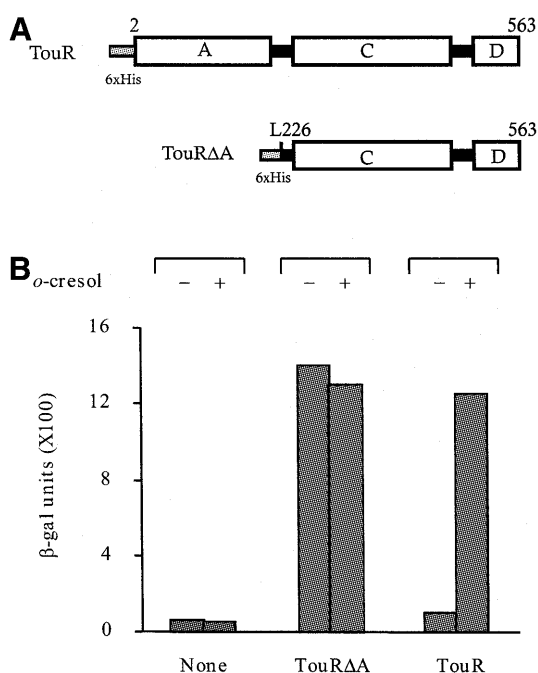 A
2 563
TouR A C D
6xHis
L226 563
TouRΔA C D
6xHis
B
o-cresol - + - + - +
16
12
8
4
0
β-gal units (X100)
None TouRΔA TouR